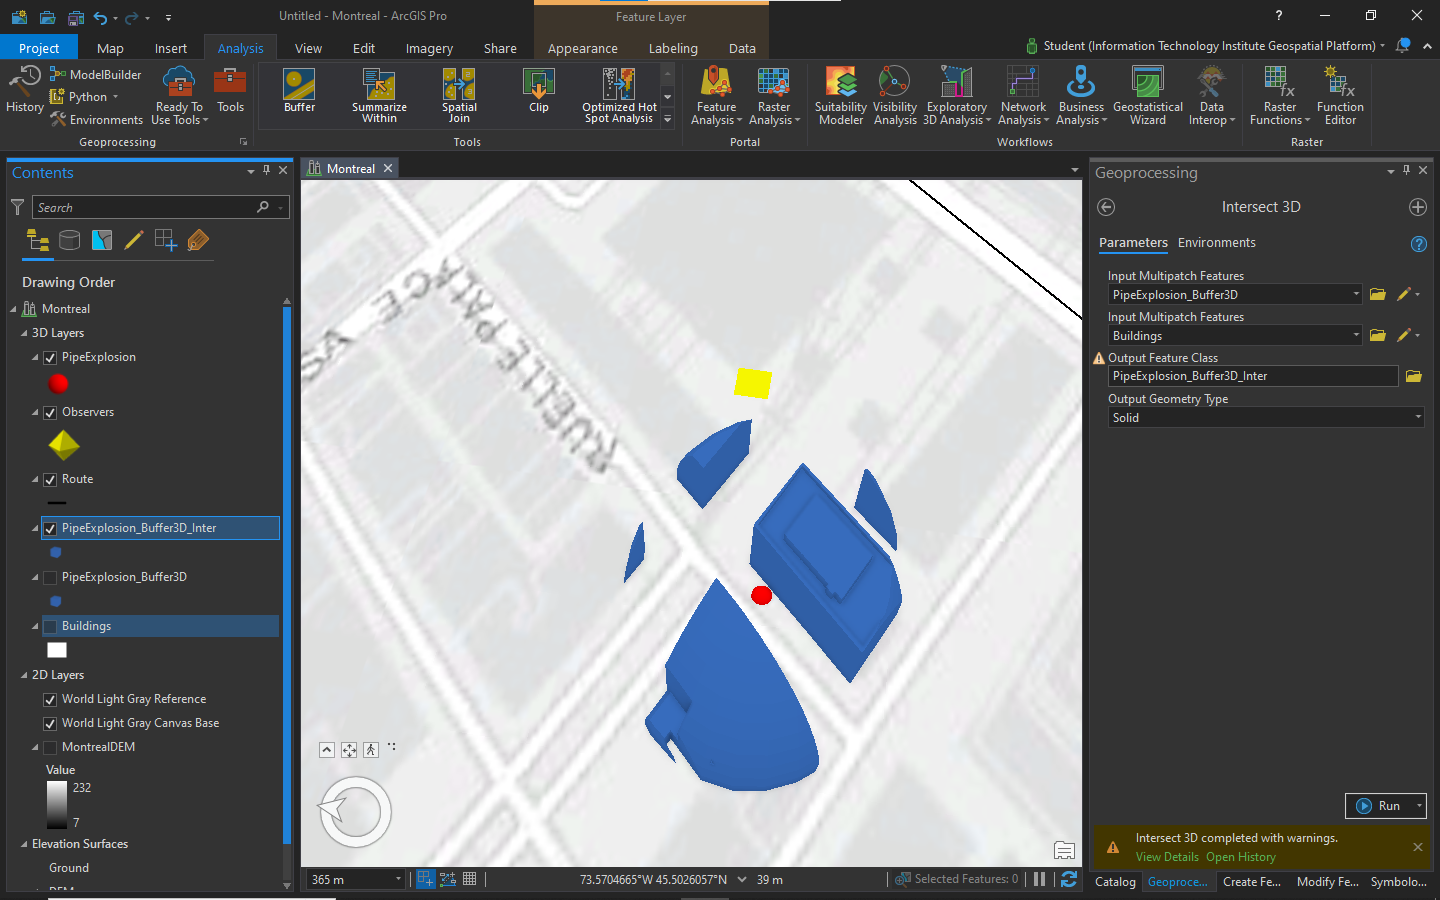 Untitled - Montreal - ArcGIS Pro
Feature Layer
?
Project Map Insert Analysis View Edit Imagery Share Appearance Labeling Data
Student (Information Technology Institute Geospatial Platform)
History
ModelBuilder
Python
Environments
Ready To Use Tools
Tools
Buffer
Summarize Within
Spatial Join
Clip
Optimized Hot Spot Analysis
Feature Analysis
Raster Analysis
Suitability Modeler
Visibility Analysis
Exploratory 3D Analysis
Network Analysis
Business Analysis
Geostatistical Wizard
Data Interop
Raster Functions
Function Editor
Geoprocessing Tools Portal Workflows Raster
Contents
Search
Drawing Order
Montreal
3D Layers
PipeExplosion
Observers
Route
PipeExplosion_Buffer3D_Inter
PipeExplosion_Buffer3D
Buildings
2D Layers
World Light Gray Reference
World Light Gray Canvas Base
MontrealDEM
Value
232
7
Elevation Surfaces
Ground
Montreal
RUELLE PALACE
365 m
73.5704665°W 45.5026057°N
39 m
Selected Features: 0
Geoprocessing
Intersect 3D
Parameters Environments
?
Input Multipatch Features
PipeExplosion_Buffer3D
Input Multipatch Features
Buildings
Output Feature Class
PipeExplosion_Buffer3D_Inter
Output Geometry Type
Solid
Run
Intersect 3D completed with warnings.
View Details Open History
Catalog Geoproce... Create Fe... Modify Fe... Symbolo...